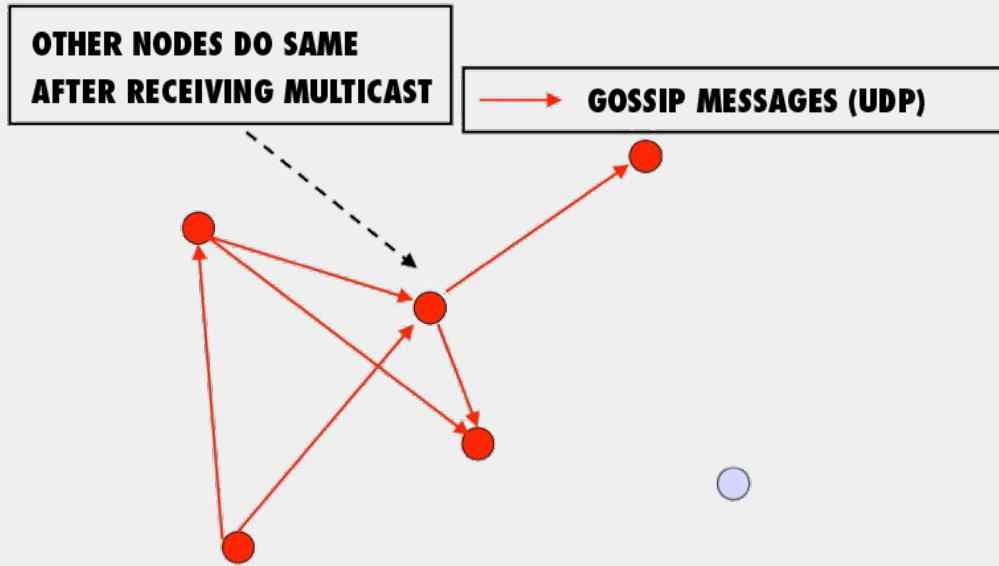 OTHER NODES DO SAME
AFTER RECEIVING MULTICAST
GOSSIP MESSAGES (UDP)